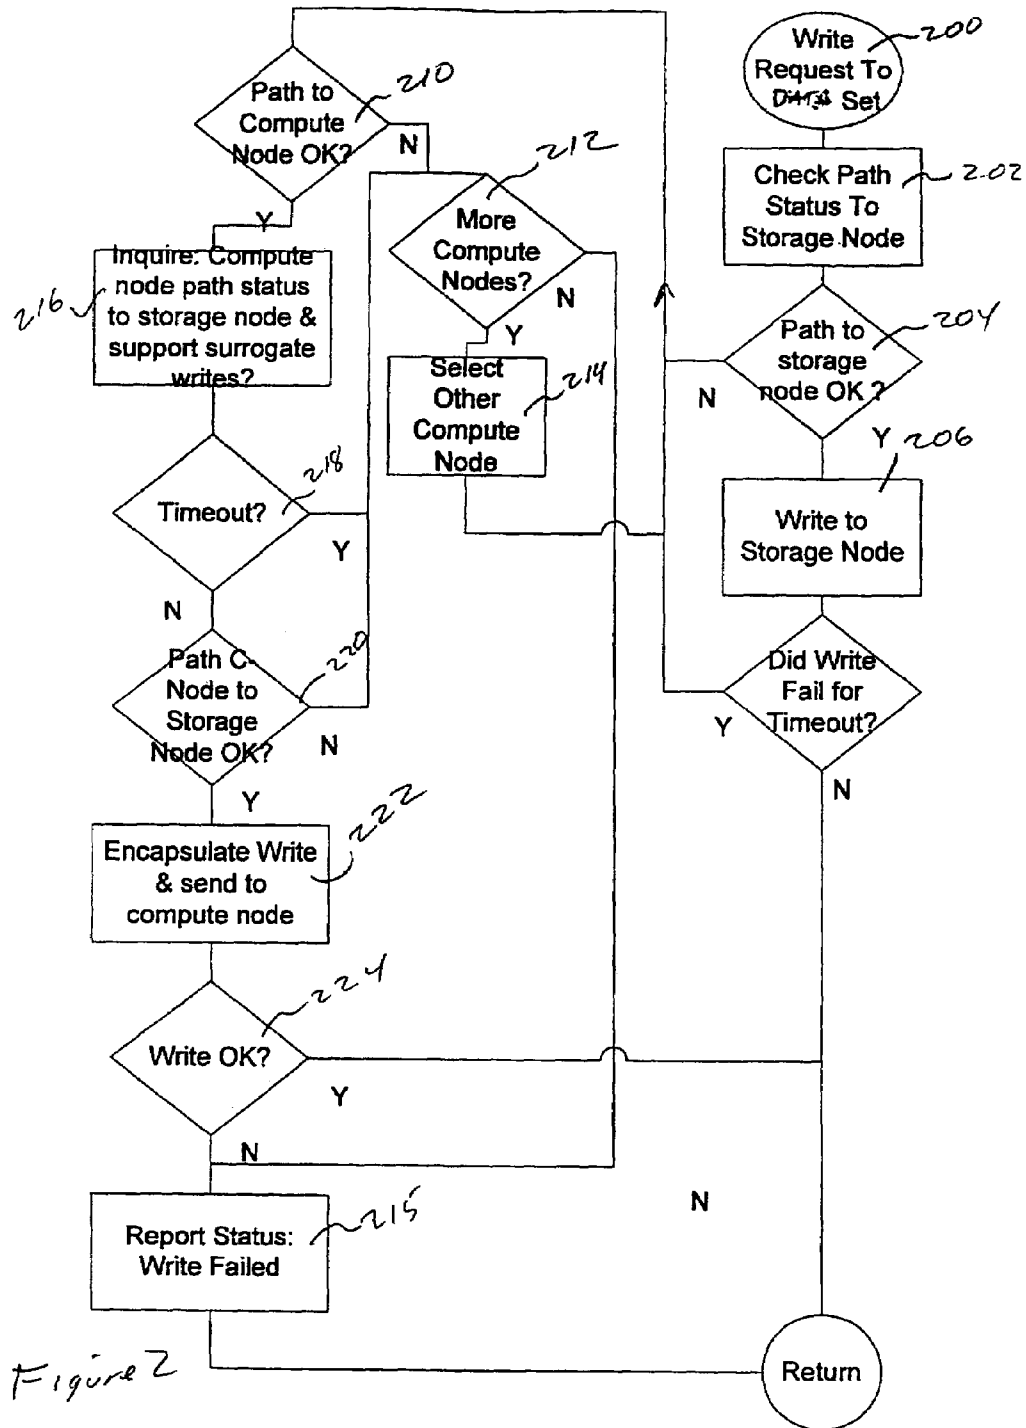 Write
Request To
DATA Set
200
Check Path
Status To
Storage Node
202
Path to
storage
node OK ?
204
N
Y
206
Write to
Storage Node
Did Write
Fail for
Timeout?
Y
N
Path to
Compute
Node OK?
210
N
Y
More
Compute
Nodes?
212
N
Y
Select
Other
Compute
Node
214
Inquire: Compute
node path status
to storage node &
support surrogate
writes?
216
Timeout?
218
Y
N
Path C-
Node to
Storage
Node OK?
220
N
Y
Encapsulate Write
& send to
compute node
222
Write OK?
224
Y
N
N
Report Status:
Write Failed
215
Return
Figure 2